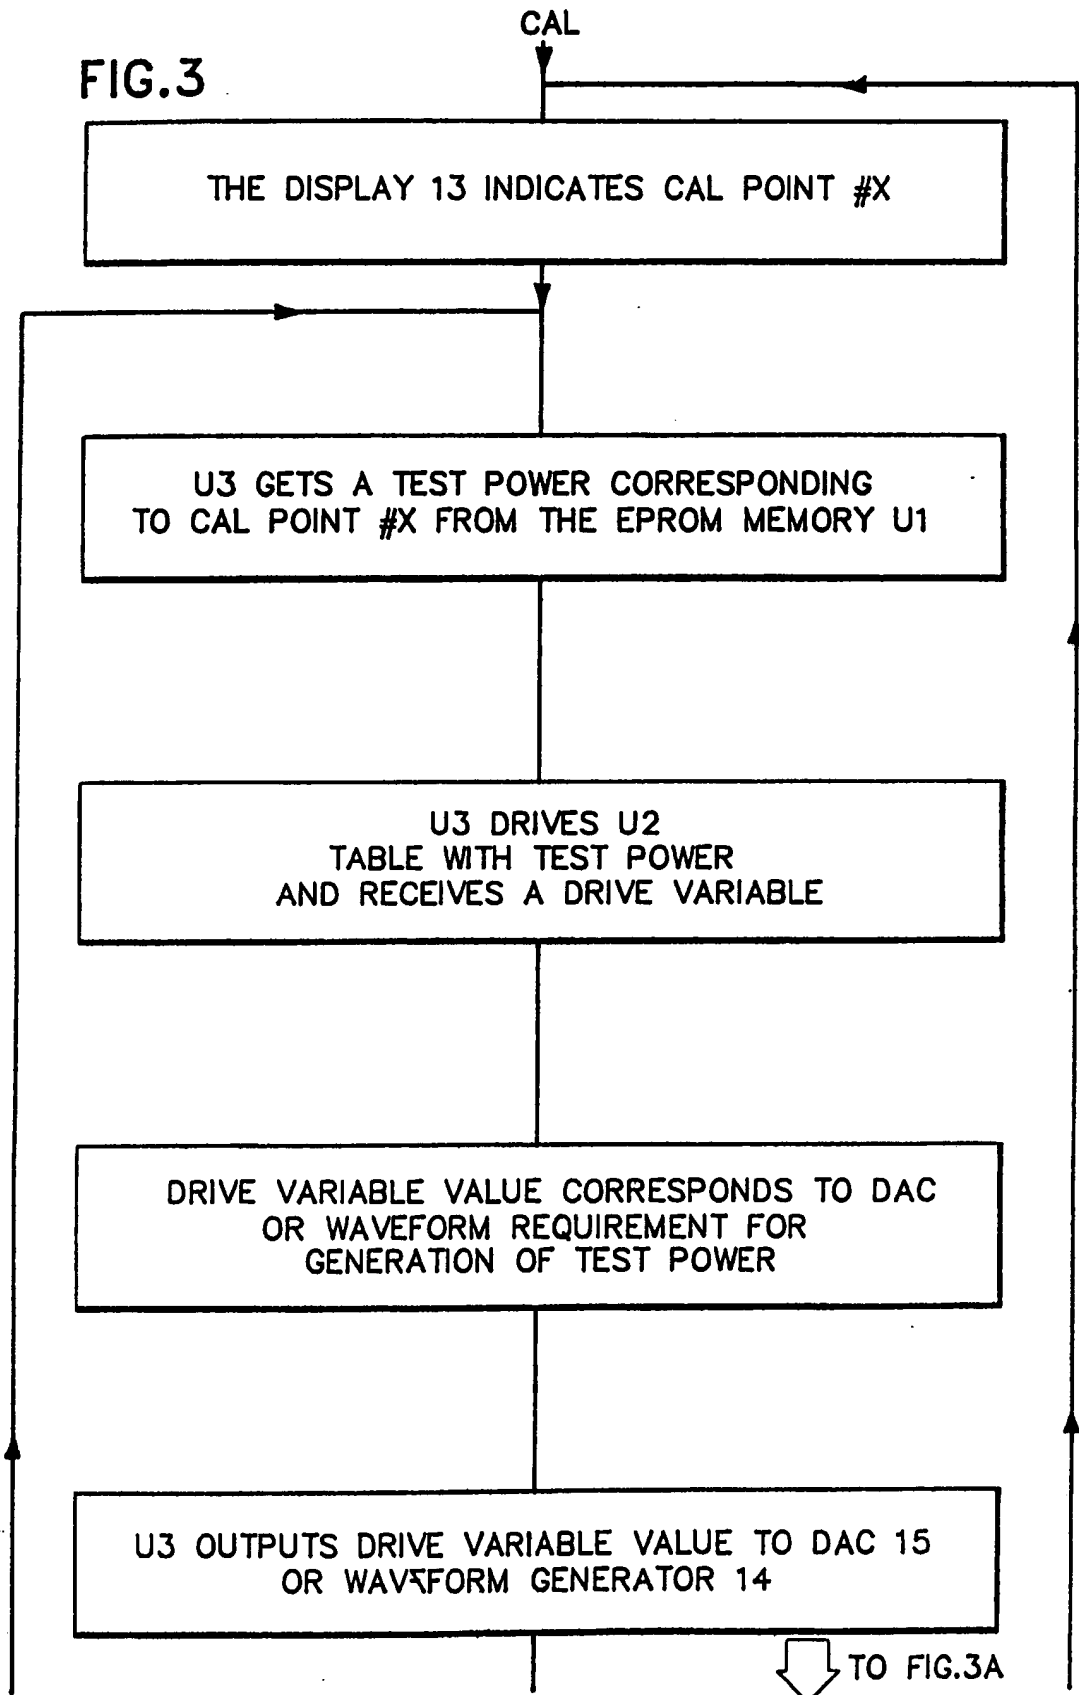 CAL
FIG.3
THE DISPLAY 13 INDICATES CAL POINT #X
U3 GETS A TEST POWER CORRESPONDING
TO CAL POINT #X FROM THE EPROM MEMORY U1
U3 DRIVES U2
TABLE WITH TEST POWER
AND RECEIVES A DRIVE VARIABLE
DRIVE VARIABLE VALUE CORRESPONDS TO DAC
OR WAVEFORM REQUIREMENT FOR
GENERATION OF TEST POWER
U3 OUTPUTS DRIVE VARIABLE VALUE TO DAC 15
OR WAVEFORM GENERATOR 14
TO FIG.3A